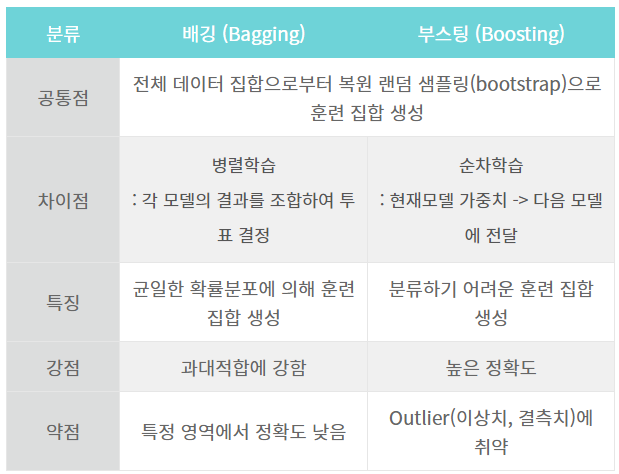 분류 배깅 (Bagging) 부스팅 (Boosting)
공통점 전체 데이터 집합으로부터 복원 랜덤 샘플링(bootstrap)으로
훈련 집합 생성
차이점
병렬학습
: 각 모델의 결과를 조합하여 투
표 결정
순차학습
: 현재모델 가중치 -> 다음 모델
에 전달
특징
균일한 확률분포에 의해 훈련
집합 생성
분류하기 어려운 훈련 집합
생성
강점 과대적합에 강함 높은 정확도
약점
특정 영역에서 정확도 낮음
Outlier(이상치, 결측치)에
취약